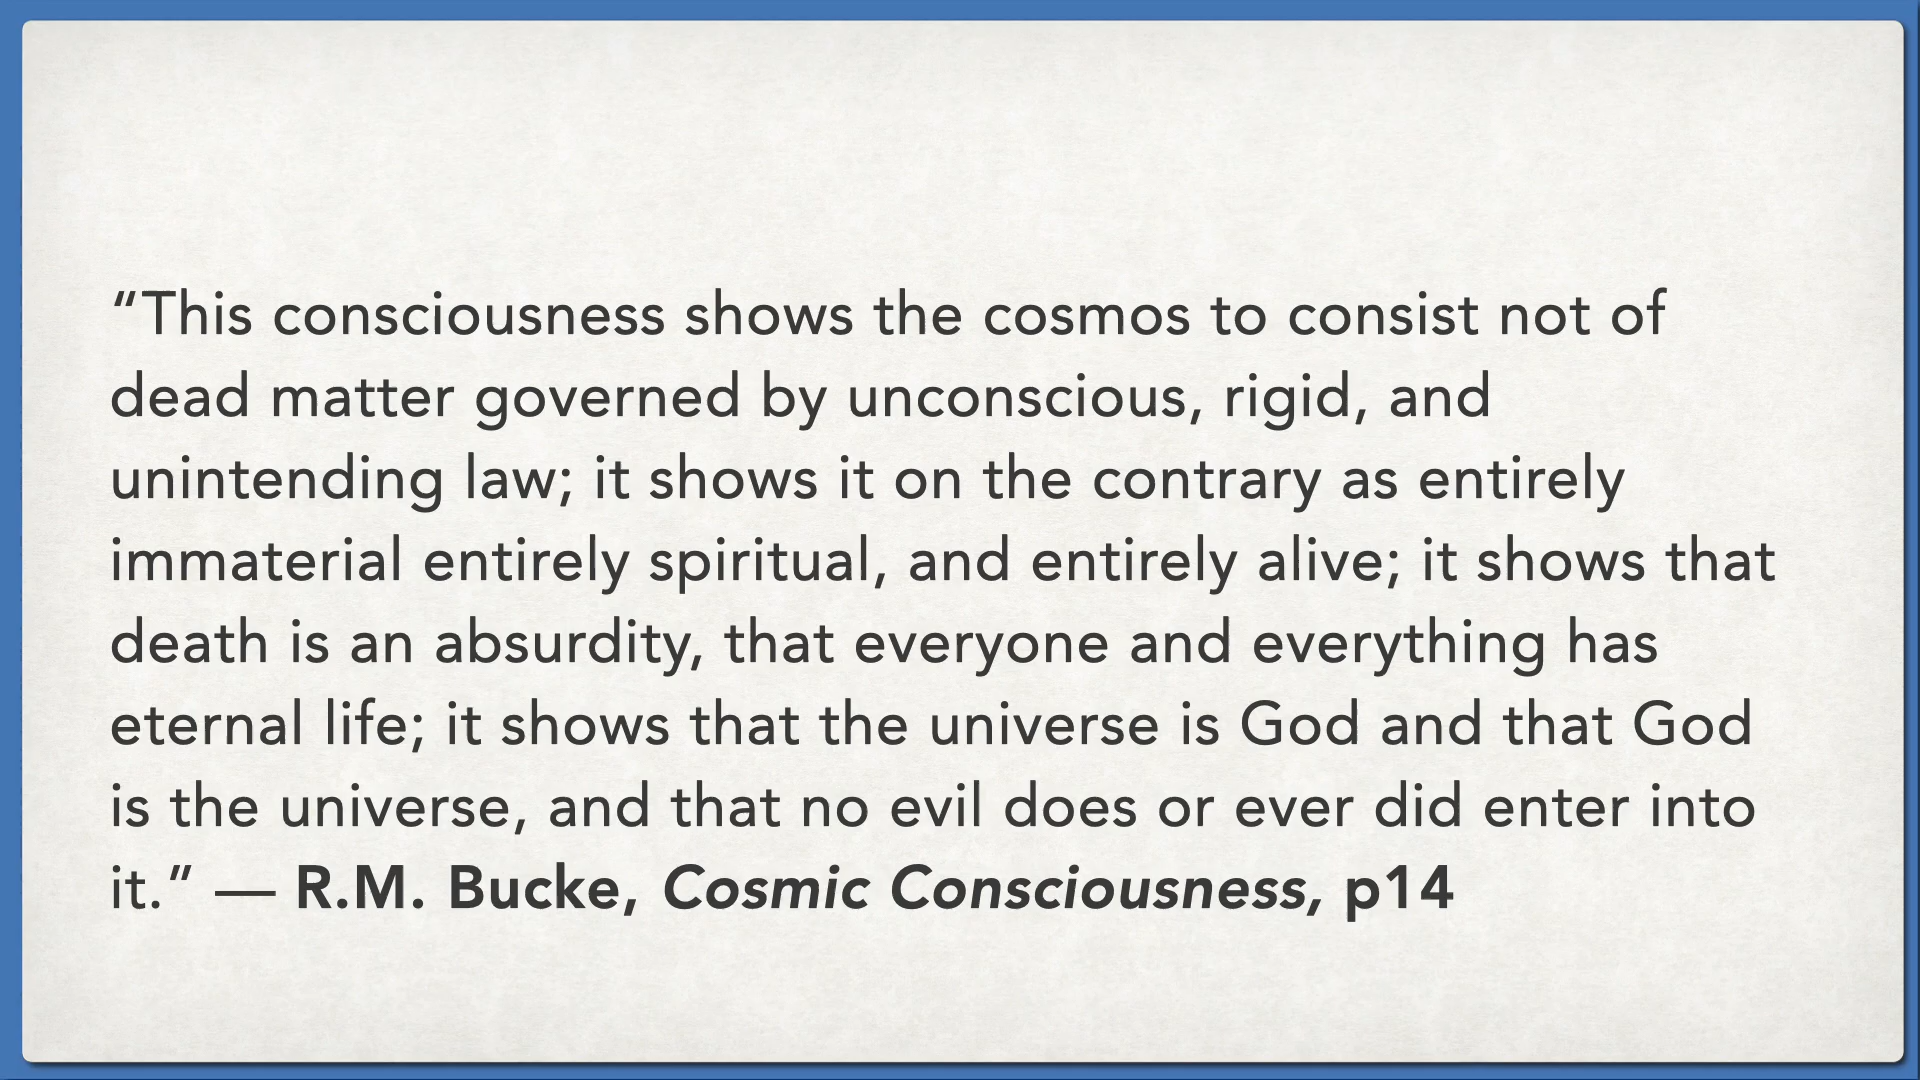 “This consciousness shows the cosmos to consist not of
dead matter governed by unconscious, rigid, and
unintending law; it shows it on the contrary as entirely
immaterial entirely spiritual, and entirely alive; it shows that
death is an absurdity, that everyone and everything has
eternal life; it shows that the universe is God and that God
is the universe, and that no evil does or ever did enter into
it.” — R.M. Bucke, Cosmic Consciousness, p14